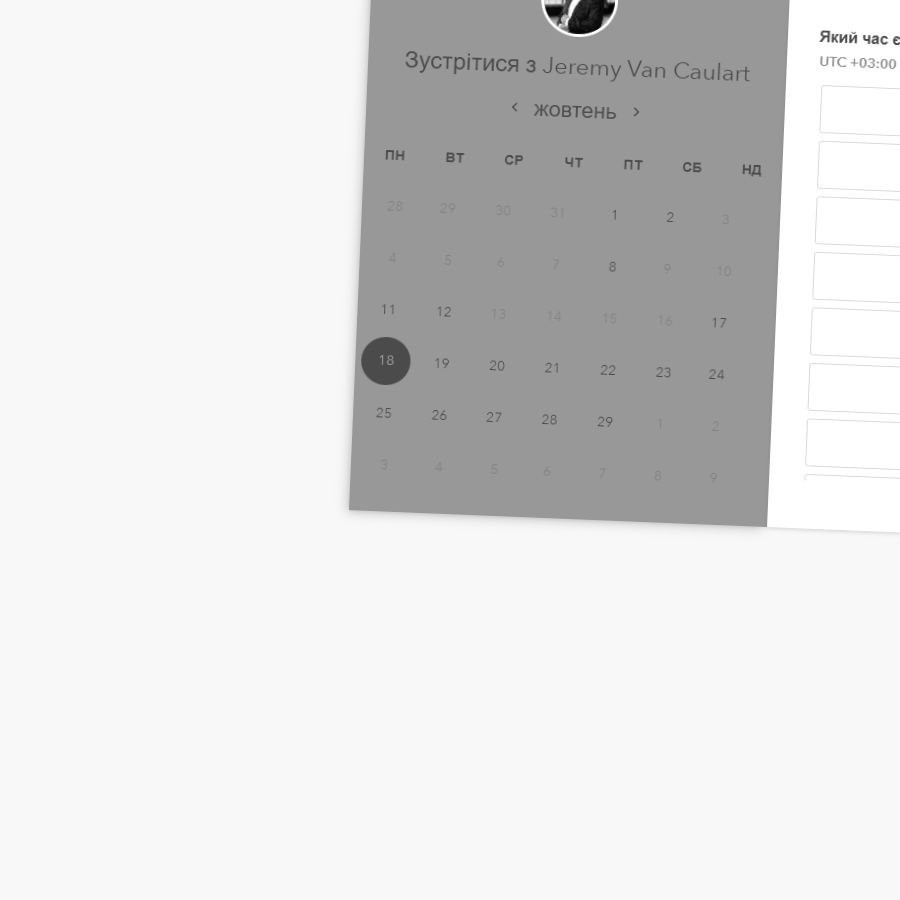 Зустрітися з Jeremy Van Caulart
‹ жовтень ›
ПН ВТ СР ЧТ ПТ СБ НД
28 29 30 31 1 2 3
4 5 6 7 8 9 10
11 12 13 14 15 16 17
18 19 20 21 22 23 24
25 26 27 28 29 1 2
3 4 5 6 7 8 9
Який час є
UTC +03:00